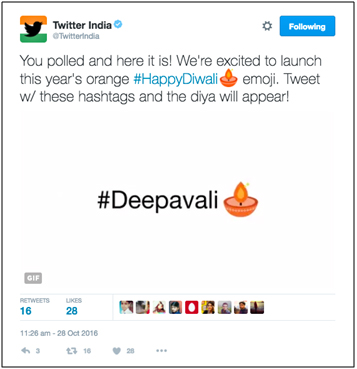 Twitter India
@TwitterIndia
Following
You polled and here it is! We're excited to launch
this year's orange #HappyDiwali emoji. Tweet
w/ these hashtags and the diya will appear!
#Deepavali
GIF
RETWEETS LIKES
16 28
11:26 am - 28 Oct 2016
3 16 28